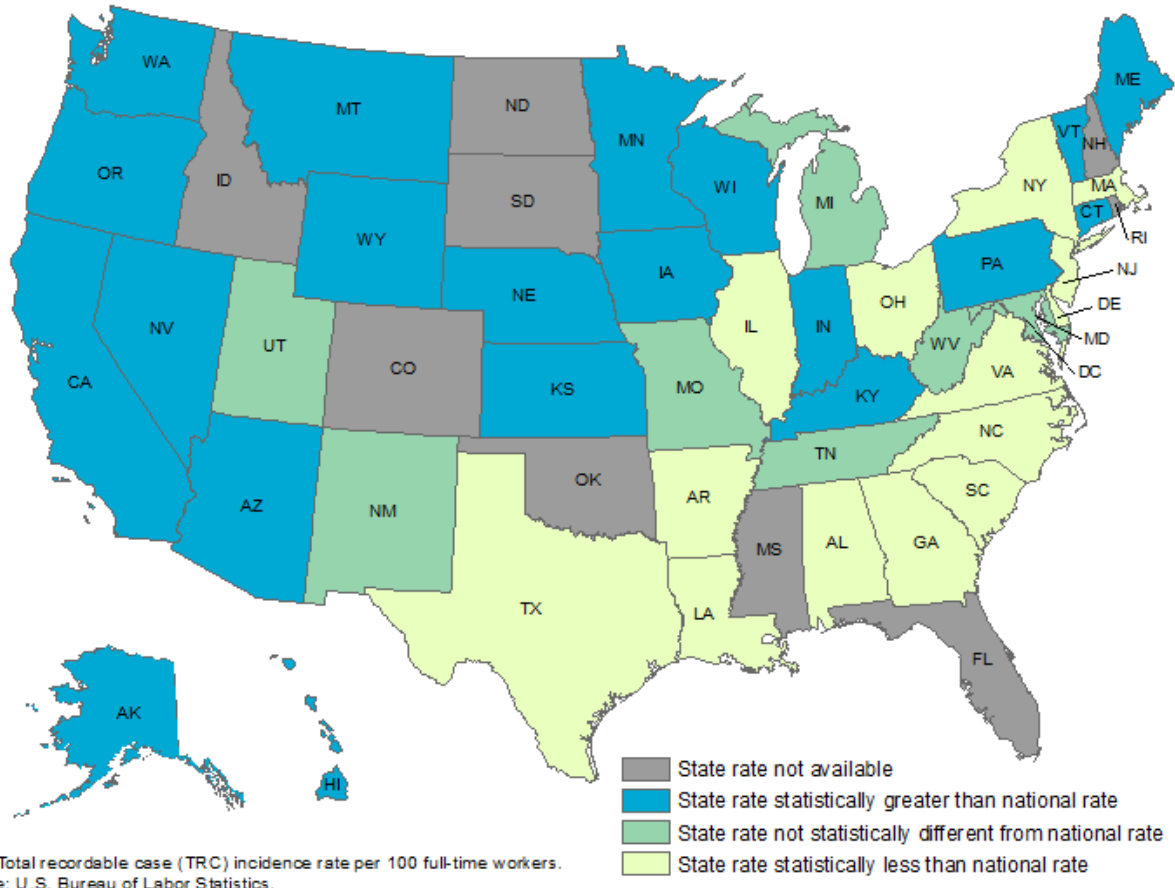 WA
MT
ND
MN
ME
VT
NH
OR
ID
SD
WI
MI
NY
MA
CT
RI
WY
IA
PA
NJ
NE
OH
DE
NV
UT
IL
IN
WV
MD
CA
CO
KS
MO
KY
VA
DC
NC
TN
AZ
NM
OK
AR
SC
MS
AL
GA
TX
LA
FL
AK
HI
State rate not available
State rate statistically greater than national rate
State rate not statistically different from national rate
State rate statistically less than national rate
Total recordable case (TRC) incidence rate per 100 full-time workers.
e: U.S. Bureau of Labor Statistics.